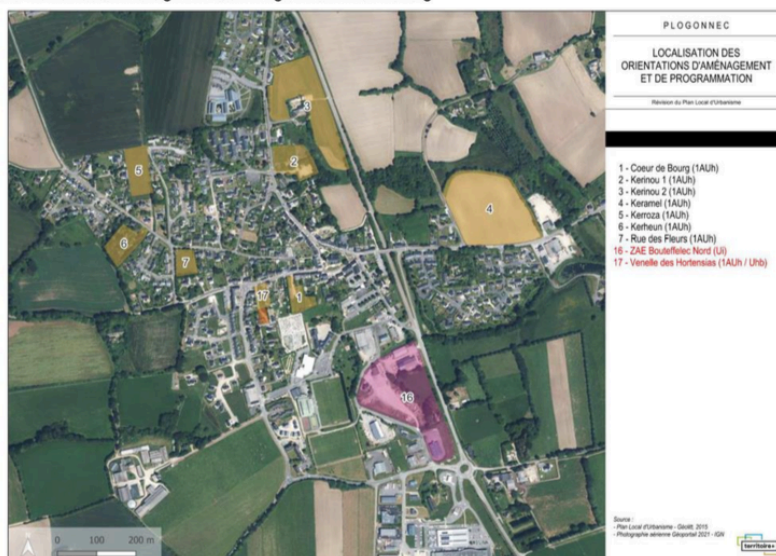 PLOGONNEC
LOCALISATION DES
ORIENTATIONS D'AMÉNAGEMENT
ET DE PROGRAMMATION
Révision du Plan Local d'Urbanisme
1 - Coeur de Bourg (1AUh)
2 - Kerinou 1 (1AUh)
3 - Kerinou 2 (1AUh)
4 - Keramel (1AUh)
5 - Kerroza (1AUh)
6 - Kerheun (1AUh)
7 - Rue des Fleurs (1AUh)
16 - ZAE Bouteffelec Nord (Ui)
17 - Venelle des Hortensias (1AUh / Uhb)
3
2
5
4
6
7
17
1
16
0 100 200 m
Source :
- Plan Local d'Urbanisme - Géolitt, 2015
- Photographie aérienne Géoportail 2021 - IGN
territoire+